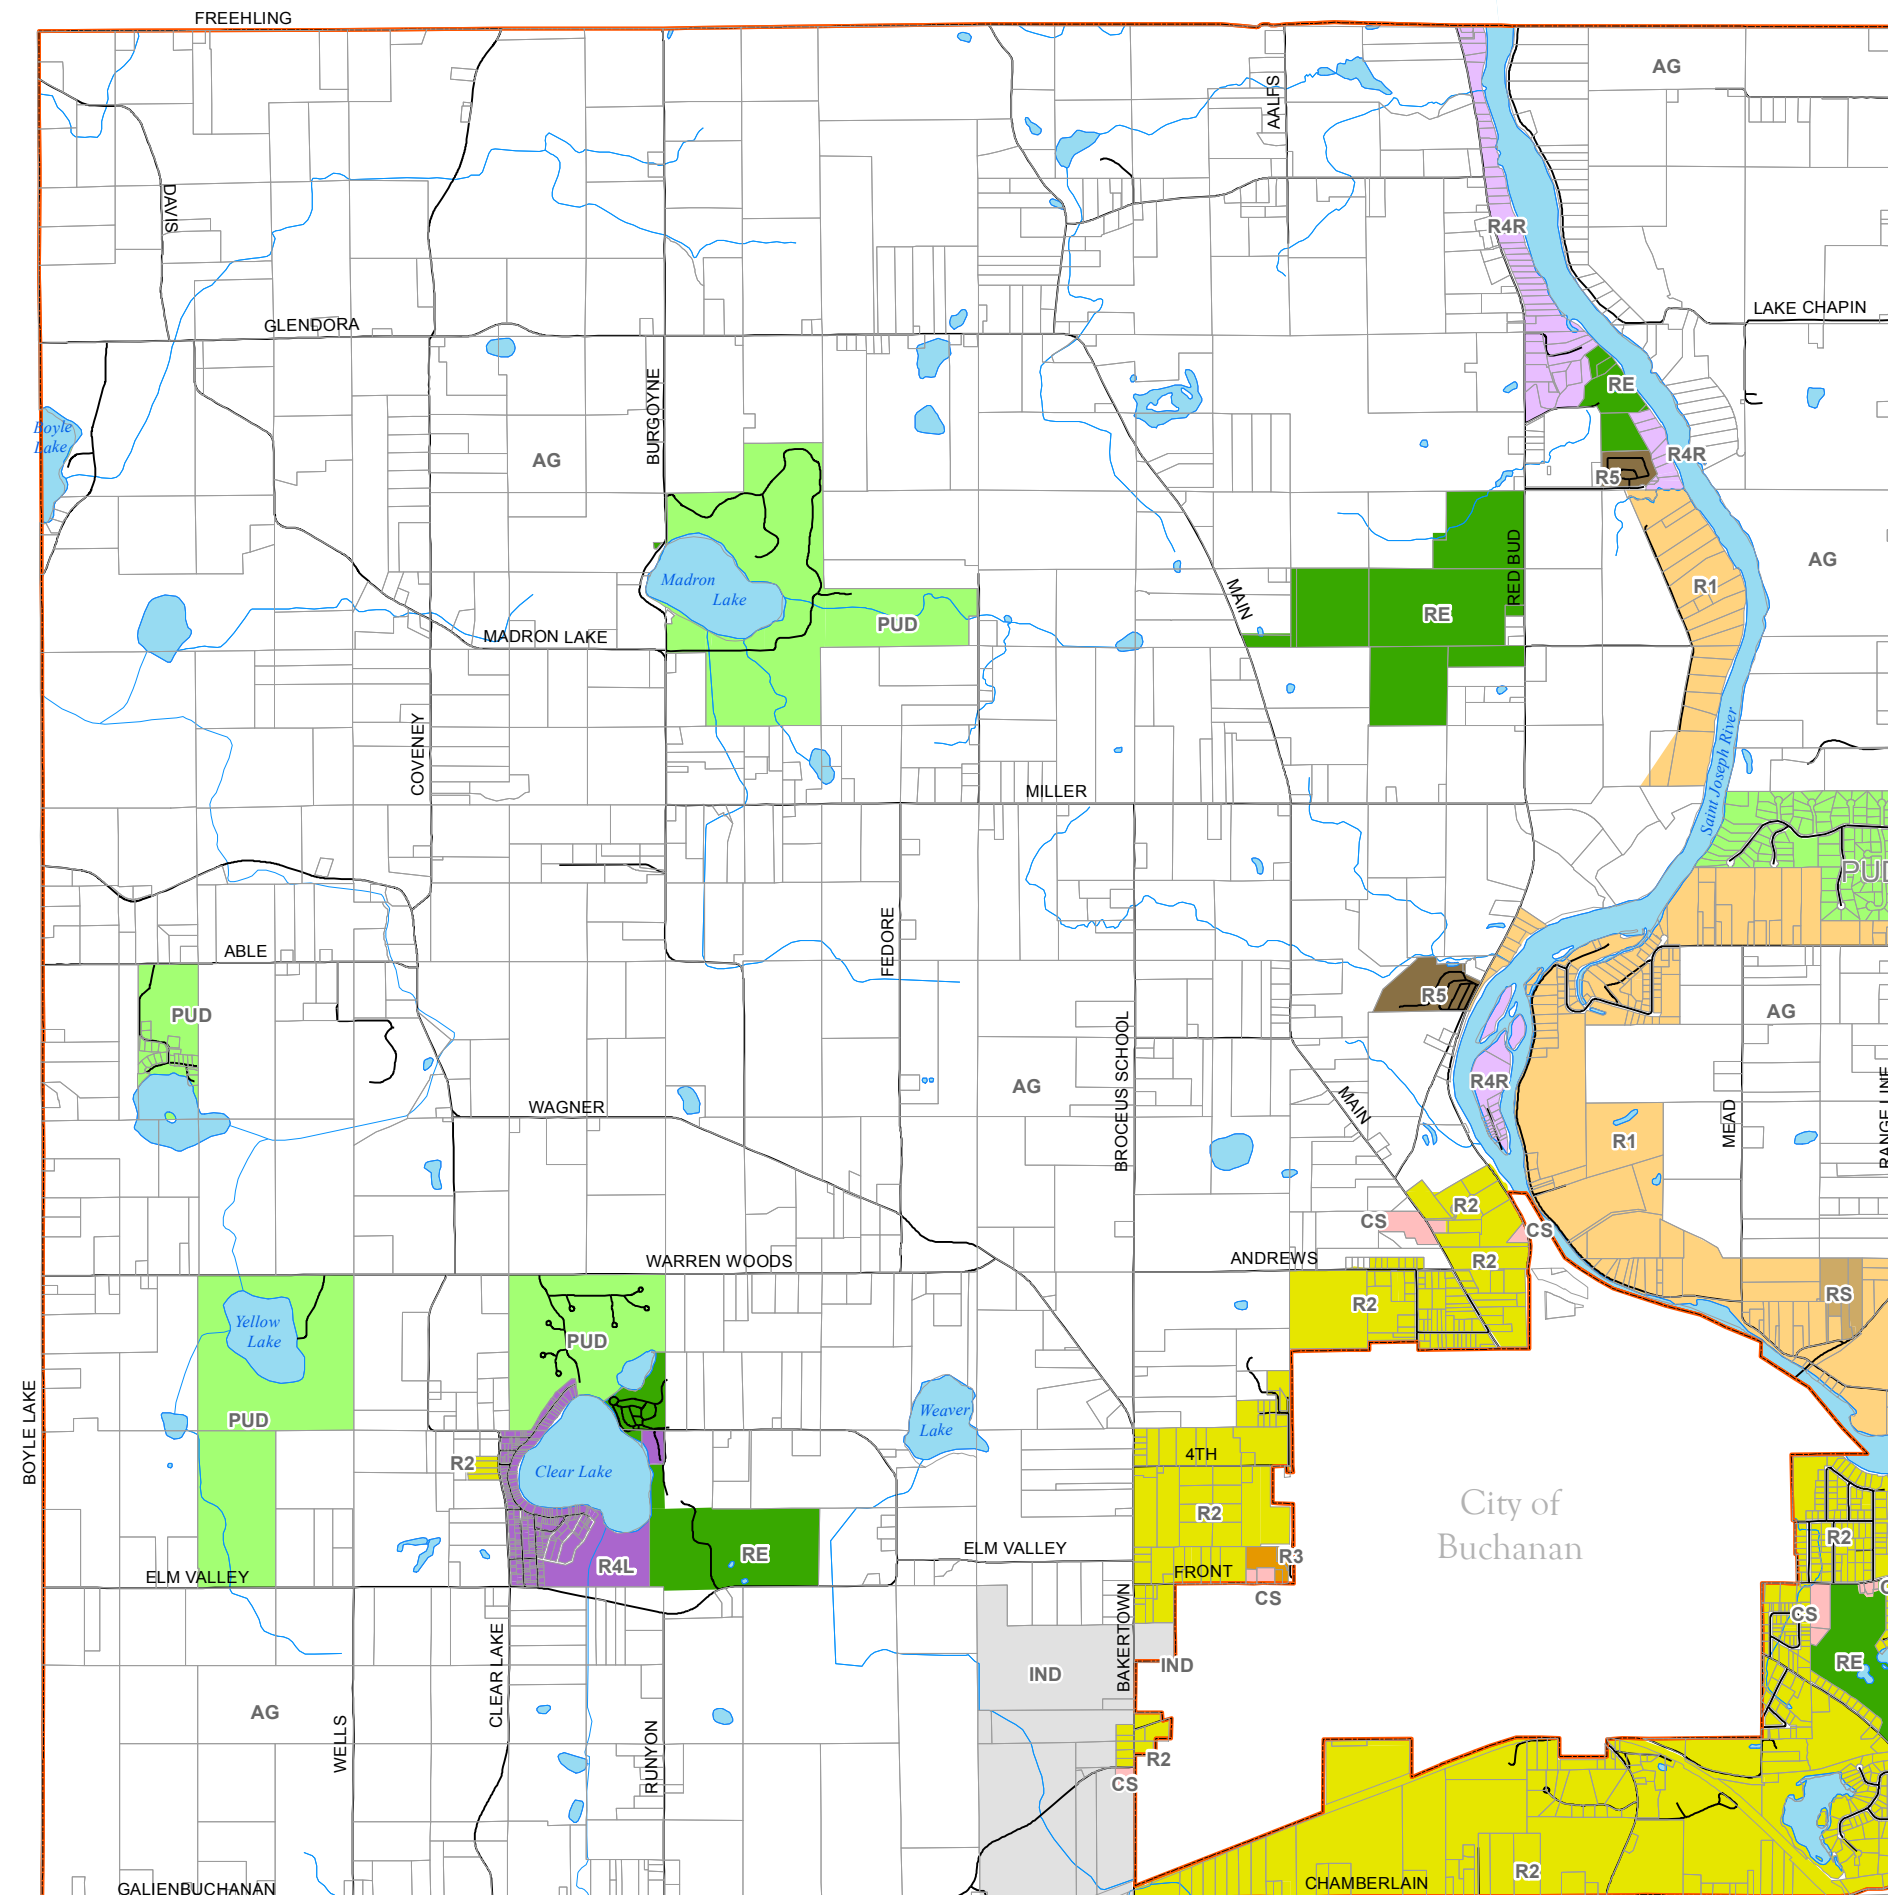 FREEHLING
AG
AALFS
DAVIS
R4R
LAKE CHAPIN
GLENDORA
BURGOYNE
RE
Boyle
Lake
AG
R4R
R5
RED BUD
AG
Madron
Lake
MAIN
R1
RE
PUD
MADRON LAKE
COVENEY
Saint Joseph River
MILLER
PUD
FEDORE
ABLE
R5
PUD
AG
BROCEUS SCHOOL
AG
R4R
WAGNER
MAIN
MEAD
RANGE LINE
R1
R2
CS
CS
WARREN WOODS
ANDREWS
R2
RS
R2
Yellow
Lake
PUD
BOYLE LAKE
PUD
Weaver
Lake
R2
Clear Lake
4TH
City of
Buchanan
R2
R2
ELM VALLEY
RE
R3
R4L
ELM VALLEY
FRONT
CS
BAKERTOWN
CS
CLEAR LAKE
IND
IND
RE
AG
WELLS
RUNYON
R2
CS
R2
GALIENBUCHANAN
CHAMBERLAIN